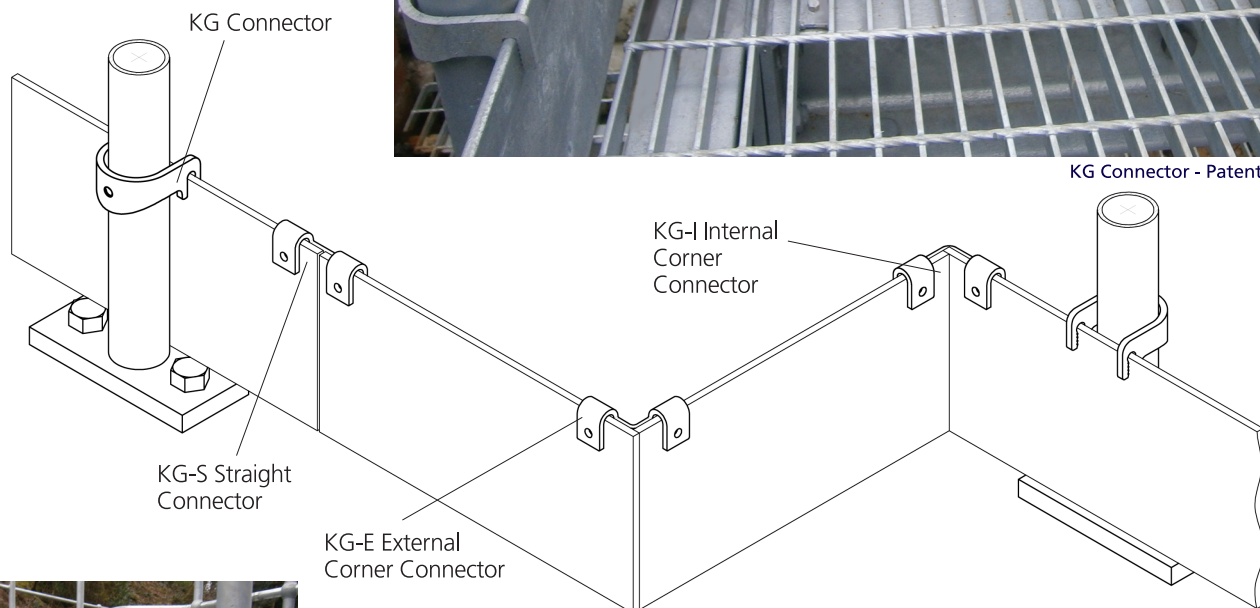 KG Connector
KG Connector - Patent
KG-I Internal
Corner
Connector
KG-S Straight
Connector
KG-E External
Corner Connector